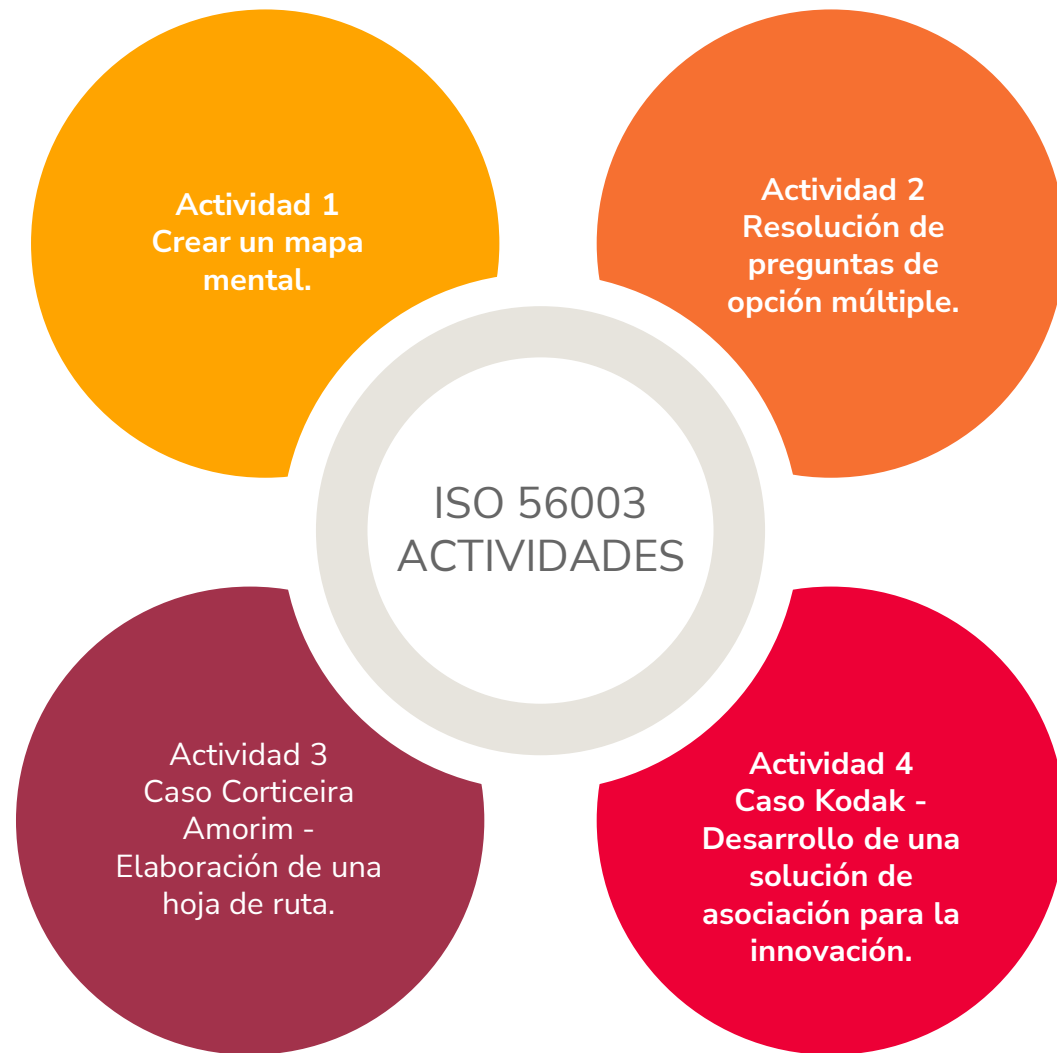 Actividad 1
Crear un mapa
mental.
Actividad 2
Resolución de
preguntas de
opción múltiple.
ISO 56003
ACTIVIDADES
Actividad 3
Caso Corticeira
Amorim -
Elaboración de una
hoja de ruta.
Actividad 4
Caso Kodak -
Desarrollo de una
solución de
asociación para la
innovación.